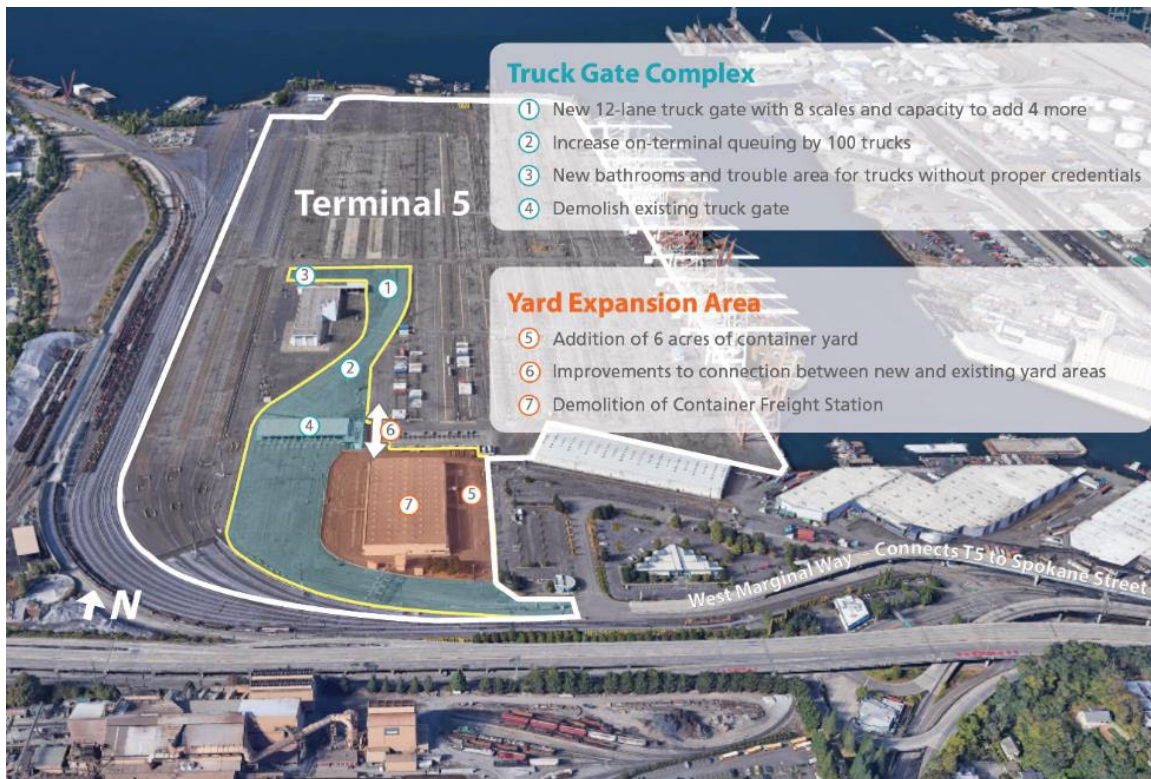 Truck Gate Complex
1 New 12-lane truck gate with 8 scales and capacity to add 4 more
2 Increase on-terminal queuing by 100 trucks
3 New bathrooms and trouble area for trucks without proper credentials
4 Demolish existing truck gate
Terminal 5
Yard Expansion Area
5 Addition of 6 acres of container yard
6 Improvements to connection between new and existing yard areas
7 Demolition of Container Freight Station
3
1
2
4
6
7
5
West Marginal Way – Connects T5 to Spokane Street
N